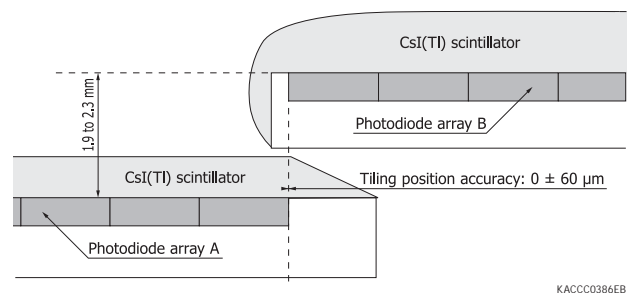 CsI(Tl) scintillator
1.9 to 2.3 mm
Photodiode array B
CsI(Tl) scintillator
Tiling position accuracy: 0 ± 60 μm
Photodiode array A
KACCC0386EB